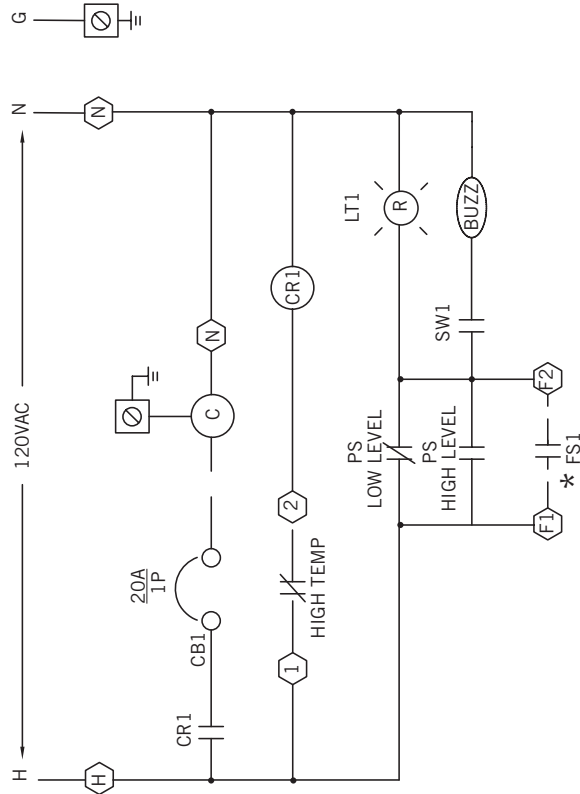 H
120VAC
N
G
H
N
CR1
CB1
20A
1P
C
N
1
HIGH TEMP
2
CR1
PS
LOW LEVEL
PS
HIGH LEVEL
LT1
R
SW1
BUZZ
F1
* FS1
F2